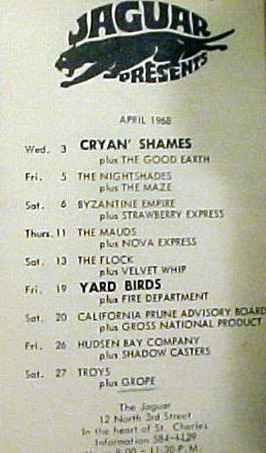 JAGUAR
PRESENTS
APRIL 1968
Wed. 3 CRYAN' SHAMES
plus THE GOOD EARTH
Fri. 5 THE NIGHTSHADES
plus THE MAZE
Sat. 6 BYZANTINE EMPIRE
plus STRAWBERRY EXPRESS
Thurs. 11 THE MAUDS
plus NOVA EXPRESS
Sat. 13 THE FLOCK
plus VELVET WHIP
Fri. 19 YARD BIRDS
plus FIRE DEPARTMENT
Sat. 20 CALIFORNIA PRUNE ADVISORY BOARD
plus GROSS NATIONAL PRODUCT
Fri. 26 HUDSEN BAY COMPANY
plus SHADOW CASTERS
Sat. 27 TROYS
plus GROPE
The Jaguar
12 North 3rd Street
In the heart of St. Charles
Information 584-4129
8:00 - 11:30 P.M.